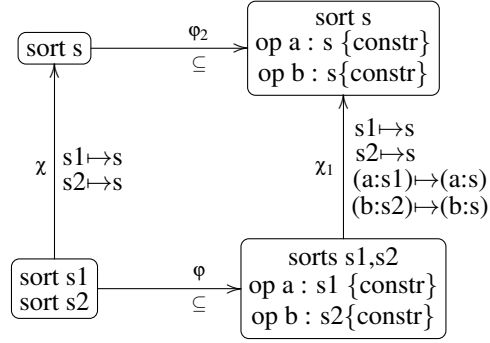 sort s
φ₂
⊆
sort s
op a : s {constr}
op b : s{constr}
χ
s1↦s
s2↦s
χ₁
s1↦s
s2↦s
(a:s1)↦(a:s)
(b:s2)↦(b:s)
sort s1
sort s2
φ
⊆
sorts s1,s2
op a : s1 {constr}
op b : s2{constr}